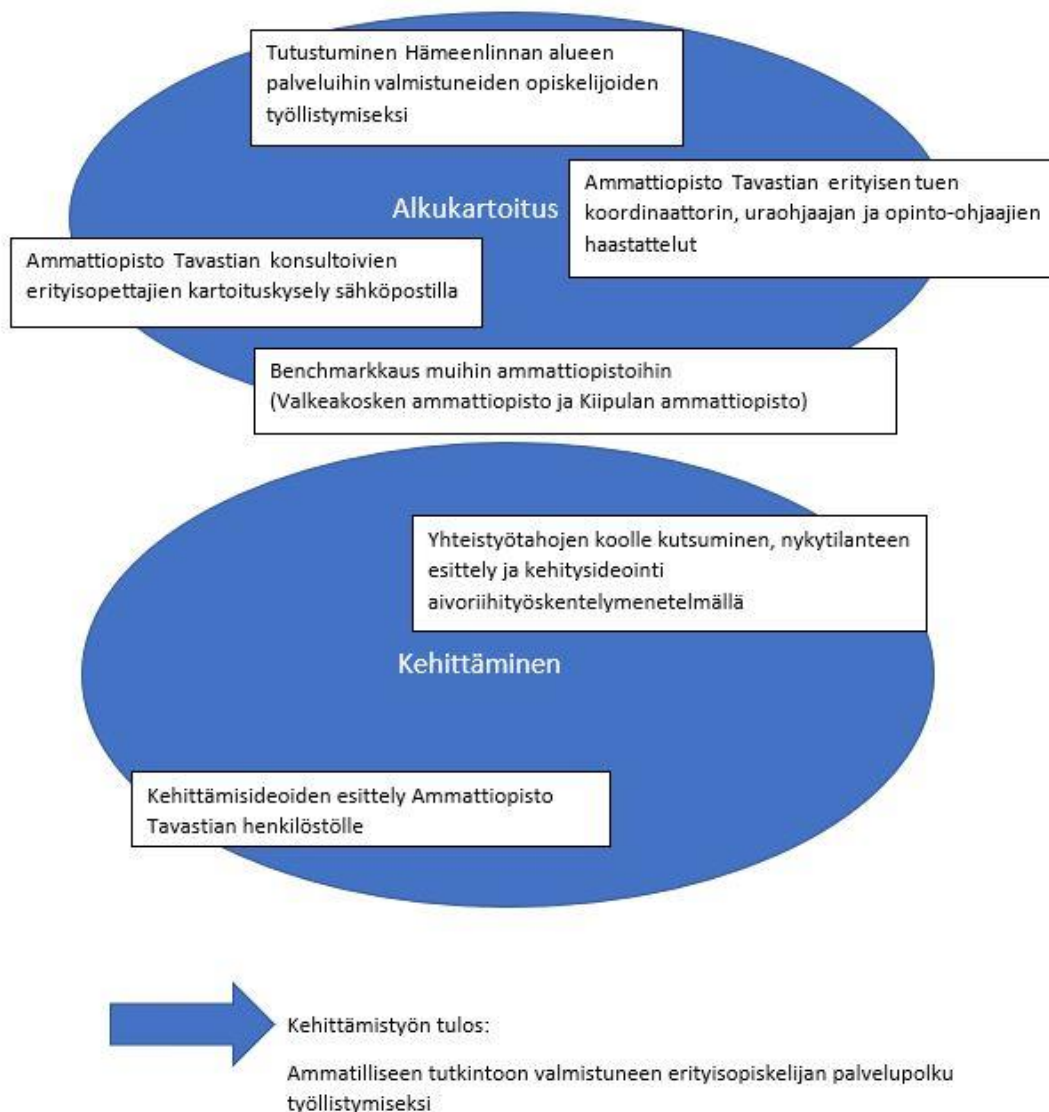 Tutustuminen Hämeenlinnan alueen
palveluihin valmistuneiden opiskelijoiden
työllistymiseksi
Alkukartoitus
Ammattiopisto Tavastian erityisen tuen
koordinaattorin, uraohjaajan ja opinto-ohjaajien
haastattelut
Ammattiopisto Tavastian konsultoivien
erityisopettajien kartoituskysely sähköpostilla
Benchmarkkaus muihin ammattiopistoihin
(Valkeakosken ammattiopisto ja Kiipulan ammattiopisto)
Yhteistyötahojen koolle kutsuminen, nykytilanteen
esittely ja kehitysideointi
aivoriihityöskentelymenetelmällä
Kehittäminen
Kehittämisideoiden esittely Ammattiopisto
Tavastian henkilöstölle
Kehittämistyön tulos:
Ammatilliseen tutkintoon valmistuneen erityisopiskelijan palvelupolku
työllistymiseksi